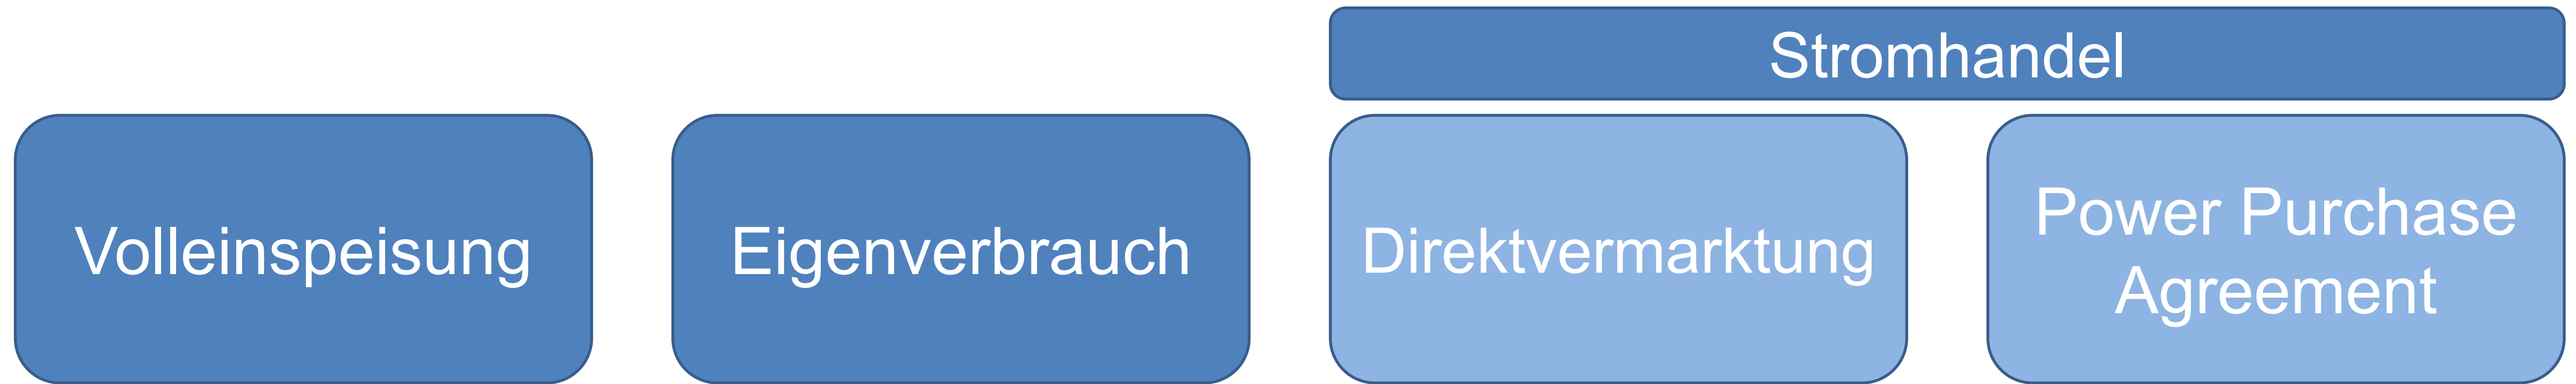 Stromhandel
Volleinspeisung
Eigenverbrauch
Direktvermarktung
Power Purchase
Agreement